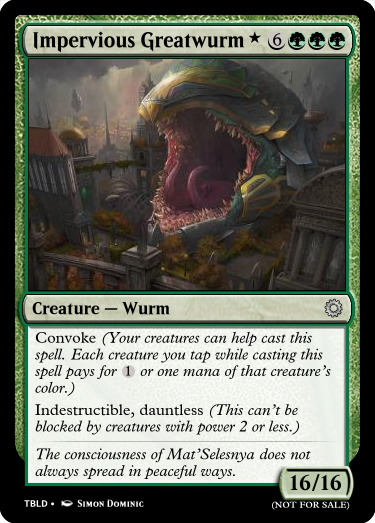 Impervious Greatwurm ★ 6
Creature — Wurm
Convoke (Your creatures can help cast this
spell. Each creature you tap while casting this
spell pays for 1 or one mana of that creature's
color.)
Indestructible, dauntless (This can't be
blocked by creatures with power 2 or less.)
The consciousness of Mat'Selesnya does not
always spread in peaceful ways.
16/16
TBLD • Simon Dominic
(NOT FOR SALE)